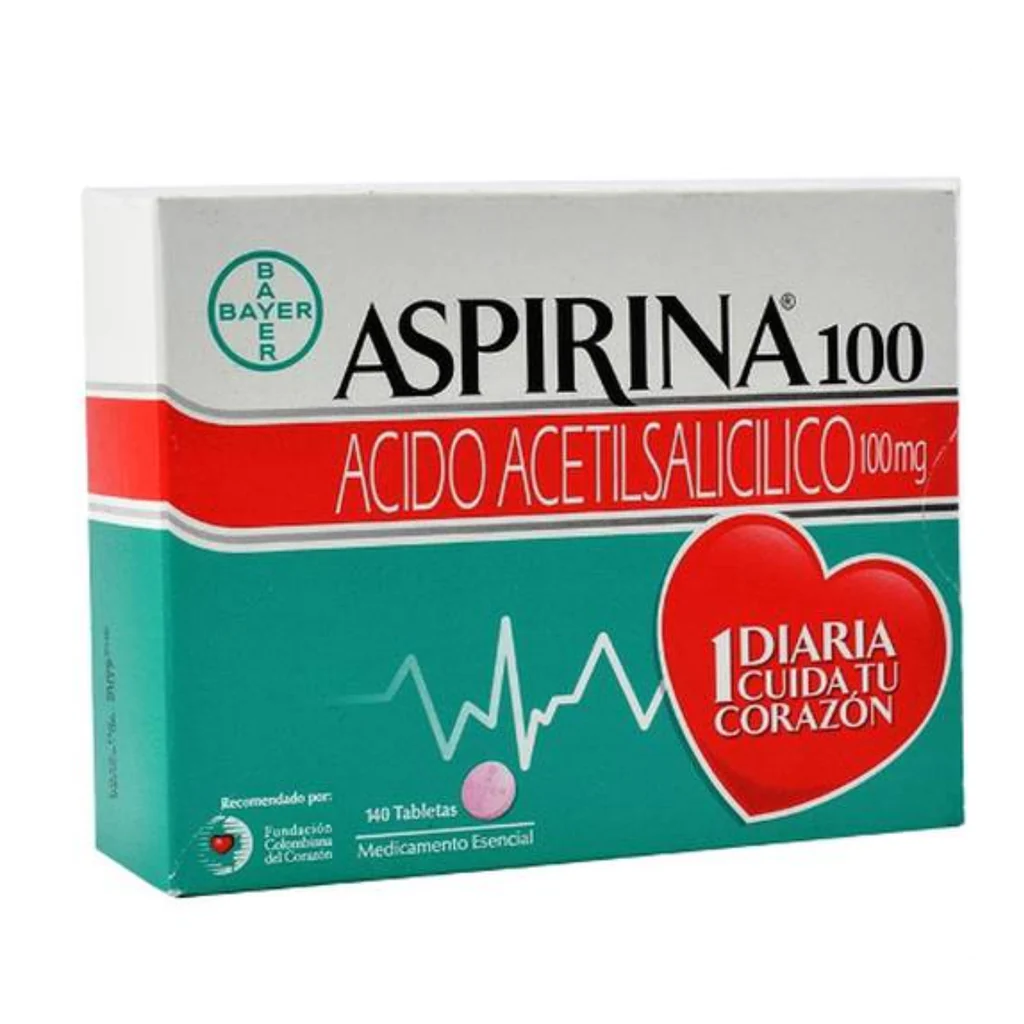 BAYER
BAYER
ASPIRINA® 100
ACIDO ACETILSALICILICO 100mg
1 DIARIA
CUIDA TU
CORAZÓN
Recomendado por:
Fundación
Colombiana
del Corazón
140 Tabletas
Medicamento Esencial